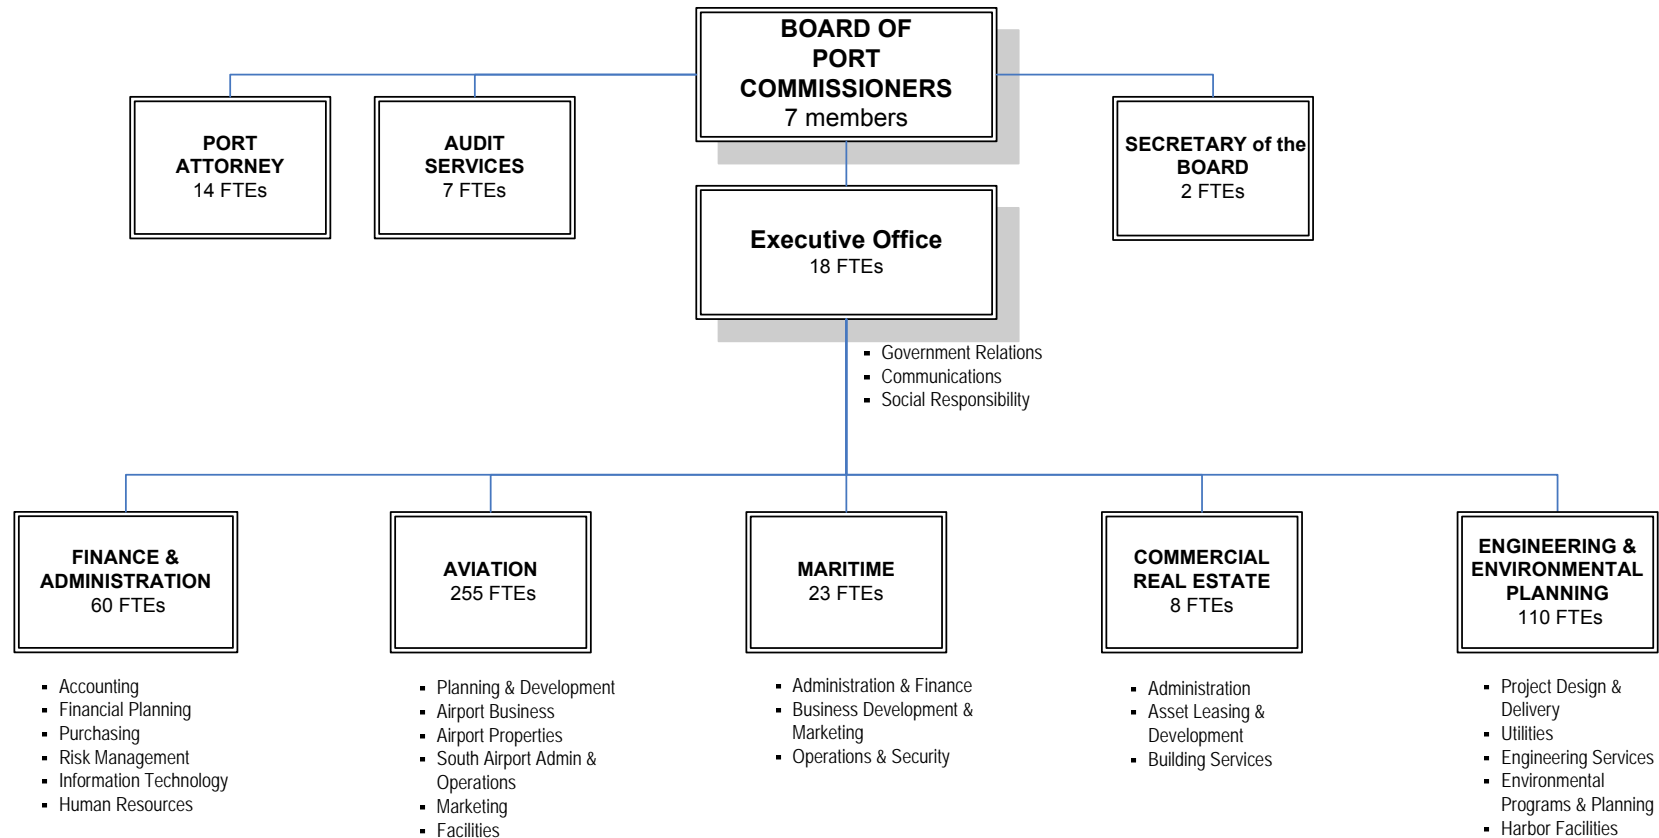 BOARD OF
PORT
COMMISSIONERS
7 members
PORT
ATTORNEY
14 FTEs
AUDIT
SERVICES
7 FTEs
SECRETARY of the
BOARD
2 FTEs
Executive Office
18 FTEs
▪ Government Relations
▪ Communications
▪ Social Responsibility
FINANCE &
ADMINISTRATION
60 FTEs
AVIATION
255 FTEs
MARITIME
23 FTEs
COMMERCIAL
REAL ESTATE
8 FTEs
ENGINEERING &
ENVIRONMENTAL
PLANNING
110 FTEs
▪ Accounting
▪ Financial Planning
▪ Purchasing
▪ Risk Management
▪ Information Technology
▪ Human Resources
▪ Planning & Development
▪ Airport Business
▪ Airport Properties
▪ South Airport Admin &
Operations
▪ Marketing
▪ Facilities
▪ Administration & Finance
▪ Business Development &
Marketing
▪ Operations & Security
▪ Administration
▪ Asset Leasing &
Development
▪ Building Services
▪ Project Design &
Delivery
▪ Utilities
▪ Engineering Services
▪ Environmental
Programs & Planning
▪ Harbor Facilities